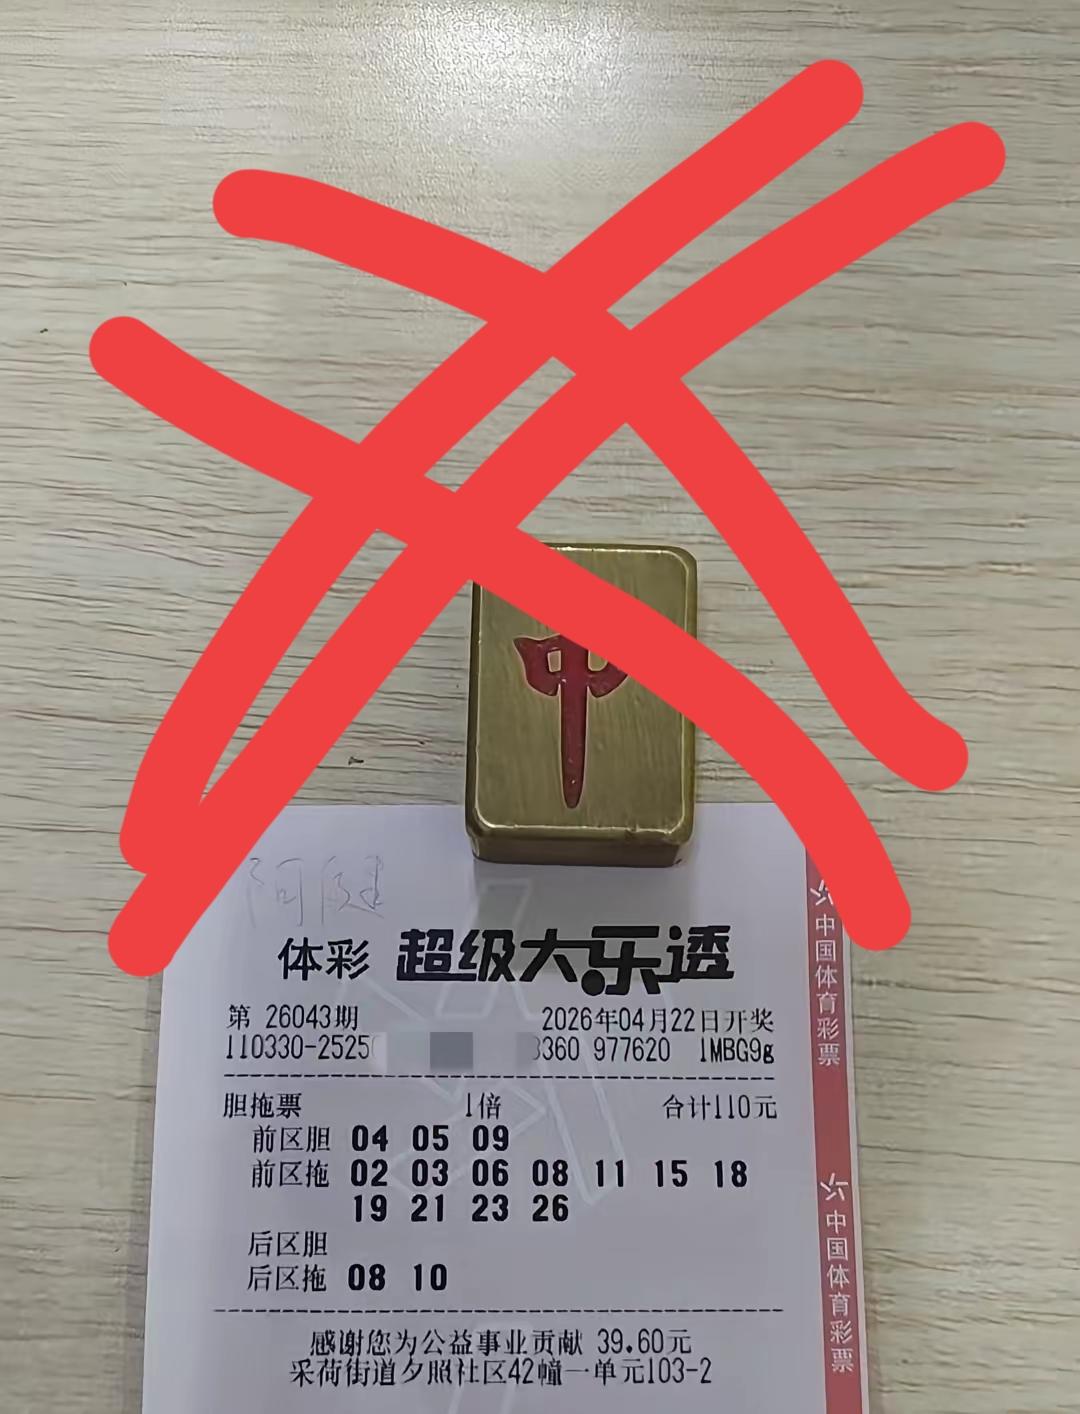 中
体彩 超级大乐透
第 26043期 2026年04月22日开奖
110330-2525 3360 977620 1MBG9g
胆拖票 1倍 合计110元
前区胆 04 05 09
前区拖 02 03 06 08 11 15 18
19 21 23 26
后区胆
后区拖 08 10
感谢您为公益事业贡献 39.60元
采荷街道夕照社区42幢一单元103-2
中国体育彩票
中国体育彩票